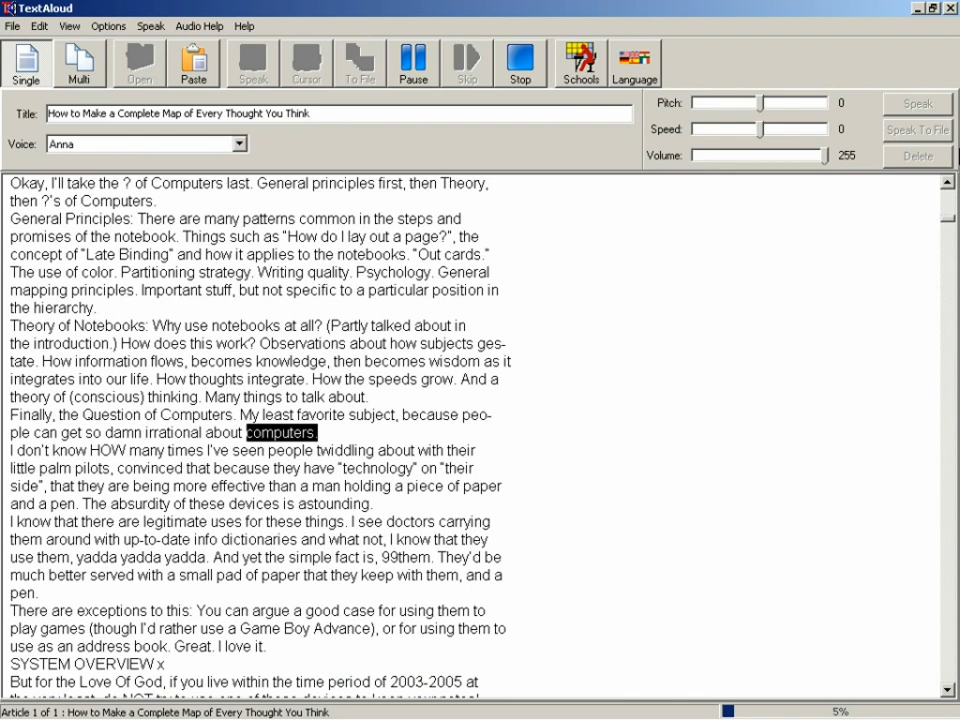 TextAloud
File Edit View Options Speak Audio Help Help
Single Multi Open Paste Speak Cursor To File Pause Skip Stop Schools Language
Title: How to Make a Complete Map of Every Thought You Think
Voice: Anna
Pitch: 0 Speak
Speed: 0 Speak To File
Volume: 255 Delete
Okay, I'll take the ? of Computers last. General principles first, then Theory,
then ?'s of Computers.
General Principles: There are many patterns common in the steps and
promises of the notebook. Things such as "How do I lay out a page?", the
concept of "Late Binding" and how it applies to the notebooks. "Out cards."
The use of color. Partitioning strategy. Writing quality. Psychology. General
mapping principles. Important stuff, but not specific to a particular position in
the hierarchy.
Theory of Notebooks: Why use notebooks at all? (Partly talked about in
the introduction.) How does this work? Observations about how subjects ges-
tate. How information flows, becomes knowledge, then becomes wisdom as it
integrates into our life. How thoughts integrate. How the speeds grow. And a
theory of (conscious) thinking. Many things to talk about.
Finally, the Question of Computers. My least favorite subject, because peo-
ple can get so damn irrational about computers.
I don't know HOW many times I've seen people twiddling about with their
little palm pilots, convinced that because they have "technology" on "their
side", that they are being more effective than a man holding a piece of paper
and a pen. The absurdity of these devices is astounding.
I know that there are legitimate uses for these things. I see doctors carrying
them around with up-to-date info dictionaries and what not, I know that they
use them, yadda yadda yadda. And yet the simple fact is, 99them. They'd be
much better served with a small pad of paper that they keep with them, and a
pen.
There are exceptions to this: You can argue a good case for using them to
play games (though I'd rather use a Game Boy Advance), or for using them to
use as an address book. Great. I love it.
SYSTEM OVERVIEW x
But for the Love Of God, if you live within the time period of 2003-2005 at
Article 1 of 1 : How to Make a Complete Map of Every Thought You Think 5%